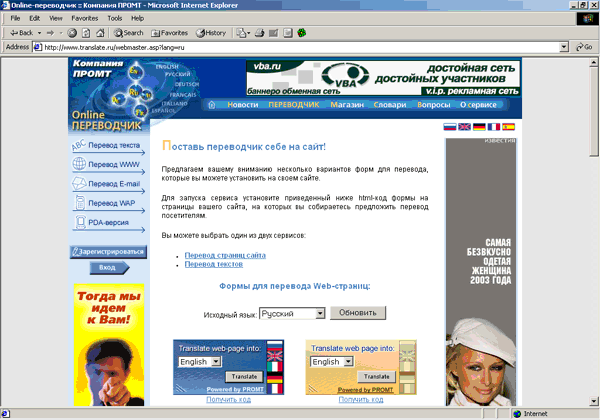 Online-переводчик :: Компания ПРОМТ - Microsoft Internet Explorer
File Edit View Favorites Tools Help
Back Search Favorites History
Address http://www.translate.ru/webmaster.asp?lang=ru Go
Компания
ПРОМТ
ENGLISH
РУССКИЙ
DEUTSCH
FRANCAIS
ITALIANO
ESPAÑOL
Online
ПЕРЕВОДЧИК
vba.ru
VBA
баннеро обменная сеть
достойная сеть
достойных участников
v.i.p. рекламная сеть
Новости ПЕРЕВОДЧИК Магазин Словари Вопросы О сервисе
Перевод текста
Перевод WWW
Перевод E-mail
Перевод WAP
PDA-версия
Зарегистрироваться
Вход
Тогда мы
идем
к Вам!
Поставь переводчик себе на сайт!
Предлагаем вашему вниманию несколько вариантов форм для перевода,
которые вы можете установить на своем сайте.
Для запуска сервиса установите приведенный ниже html-код формы на
страницы вашего сайта, на которых вы собираетесь предложить перевод
посетителям.
Вы можете выбрать один из двух сервисов:
Перевод страниц сайта
Перевод текстов
Формы для перевода Web-страниц:
Исходный язык: Русский Обновить
Translate web-page into:
English
Translate
Powered by PROMT
Получить код
Translate web-page into:
English
Translate
Powered by PROMT
Получить код
ИЗВЕСТИЯ
САМАЯ
БЕЗВКУСНО
ОДЕТАЯ
ЖЕНЩИНА
2003 ГОДА
Internet